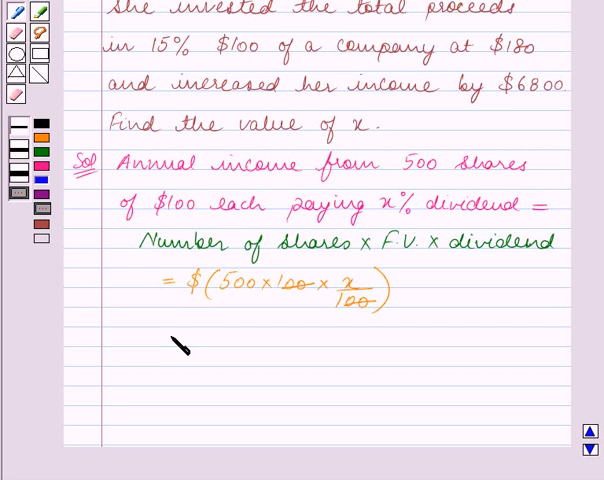 She invested the total proceeds
in 15% $100 of a company at $180
and increased her income by $6800.
Find the value of x.
Sol Annual income from 500 shares
of $100 each paying x% dividend =
Number of shares × F.V. × dividend
= $(500 × 100 × x/100)